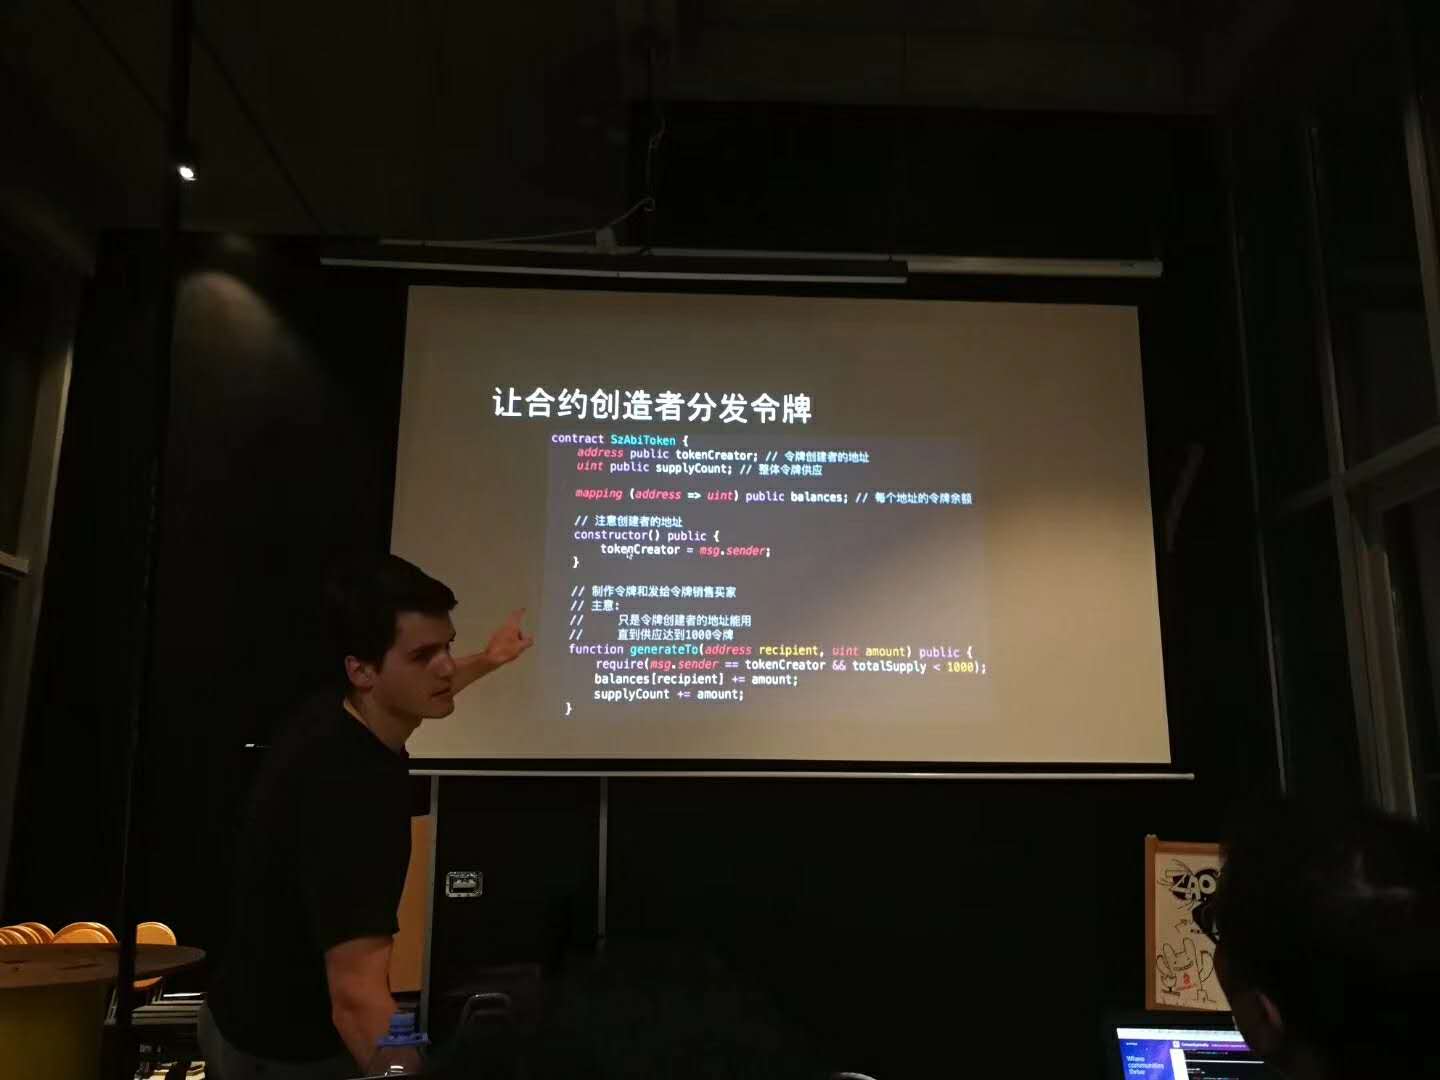 让合约创造者分发令牌
contract SzAbiToken {
address public tokenCreator; // 令牌创建者的地址
uint public supplyCount; // 整体令牌供应
mapping (address => uint) public balances; // 每个地址的令牌余额
// 注意创建者的地址
constructor() public {
tokenCreator = msg.sender;
}
// 制作令牌和发给令牌销售买家
// 主意:
// 只是令牌创建者的地址能用
// 直到供应达到1000令牌
function generateTo(address recipient, uint amount) public {
require(msg.sender == tokenCreator && totalSupply < 1000);
balances[recipient] += amount;
supplyCount += amount;
}
ZAO
Where
communities
thrive